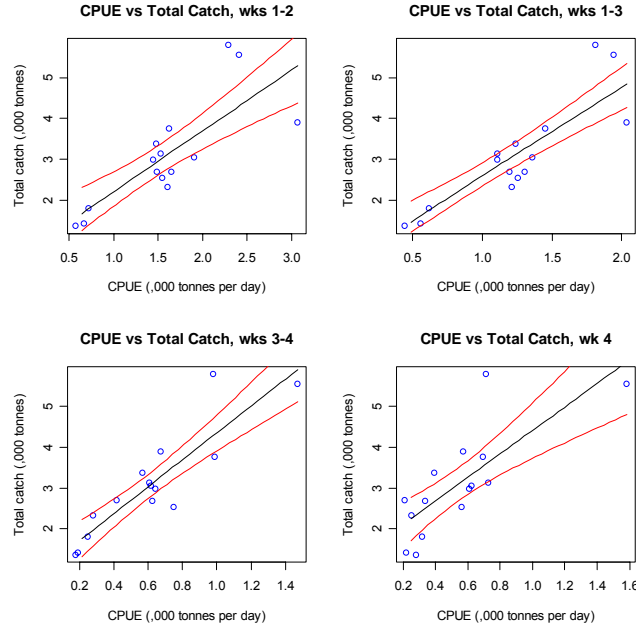 CPUE vs Total Catch, wks 1-2
Total catch (,000 tonnes)
5
4
3
2
0.5 1.0 1.5 2.0 2.5 3.0
CPUE (,000 tonnes per day)
CPUE vs Total Catch, wks 1-3
Total catch (,000 tonnes)
5
4
3
2
0.5 1.0 1.5 2.0
CPUE (,000 tonnes per day)
CPUE vs Total Catch, wks 3-4
Total catch (,000 tonnes)
5
4
3
2
0.2 0.4 0.6 0.8 1.0 1.2 1.4
CPUE (,000 tonnes per day)
CPUE vs Total Catch, wk 4
Total catch (,000 tonnes)
5
4
3
2
0.2 0.4 0.6 0.8 1.0 1.2 1.4 1.6
CPUE (,000 tonnes per day)